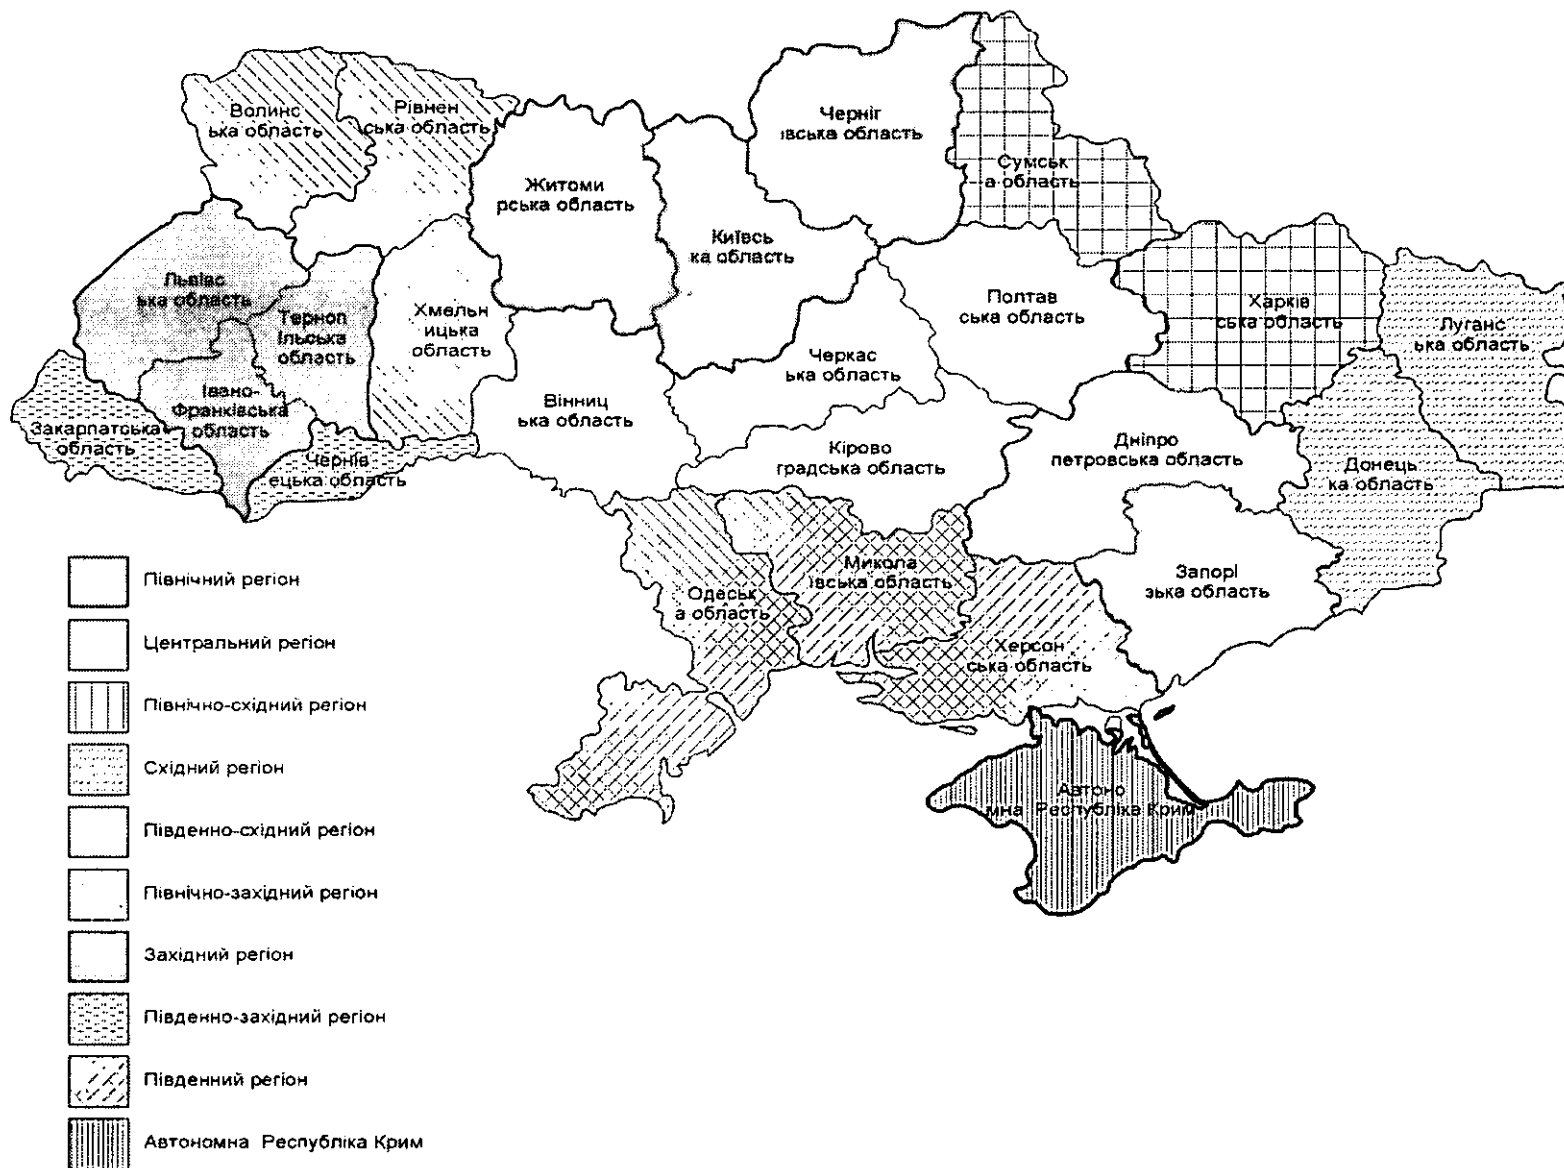 Волинс
ька область
Рівнен
ська область
Житоми
рська область
Київсь
ка область
Черніг
івська область
Сумськ
а область
Львівс
ька область
Терноп
ільська
область
Хмельн
ицька
область
Івано-
Франківська
область
Закарпатська
область
Чернів
ецька область
Вінниц
ька область
Черкас
ька область
Полтав
ська область
Харків
ська область
Луганс
ька область
Кірово
градська область
Дніпро
петровська область
Донець
ка область
Запорі
зька область
Микола
ївська область
Одеськ
а область
Херсон
ська область
Автоно
мна Республіка Крим
Північний регіон
Центральний регіон
Північно-східний регіон
Східний регіон
Південно-східний регіон
Північно-західний регіон
Західний регіон
Південно-західний регіон
Південний регіон
Автономна Республіка Крим